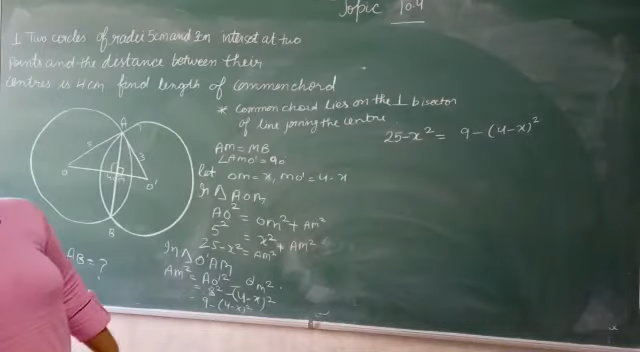 Topic 10.4
1 Two circles of radii 5cm and 3cm interset at two
points and the distance between their
centres is 4cm find length of common chord
* Common chord lies on the ⊥ bisector
of line joining the centre
25-x² = 9-(4-x)²
A
5
3
O
M
O'
B
AB = ?
AM = MB
∠AMO' = 90
let OM = x, MO' = 4-x
In △ AOM
AO² = OM² + AM²
5² = x² + AM²
25-x² = AM²
In △ O'AM
AM² = AO'² - O'M²
= 3² - (4-x)²
= 9-(4-x)²